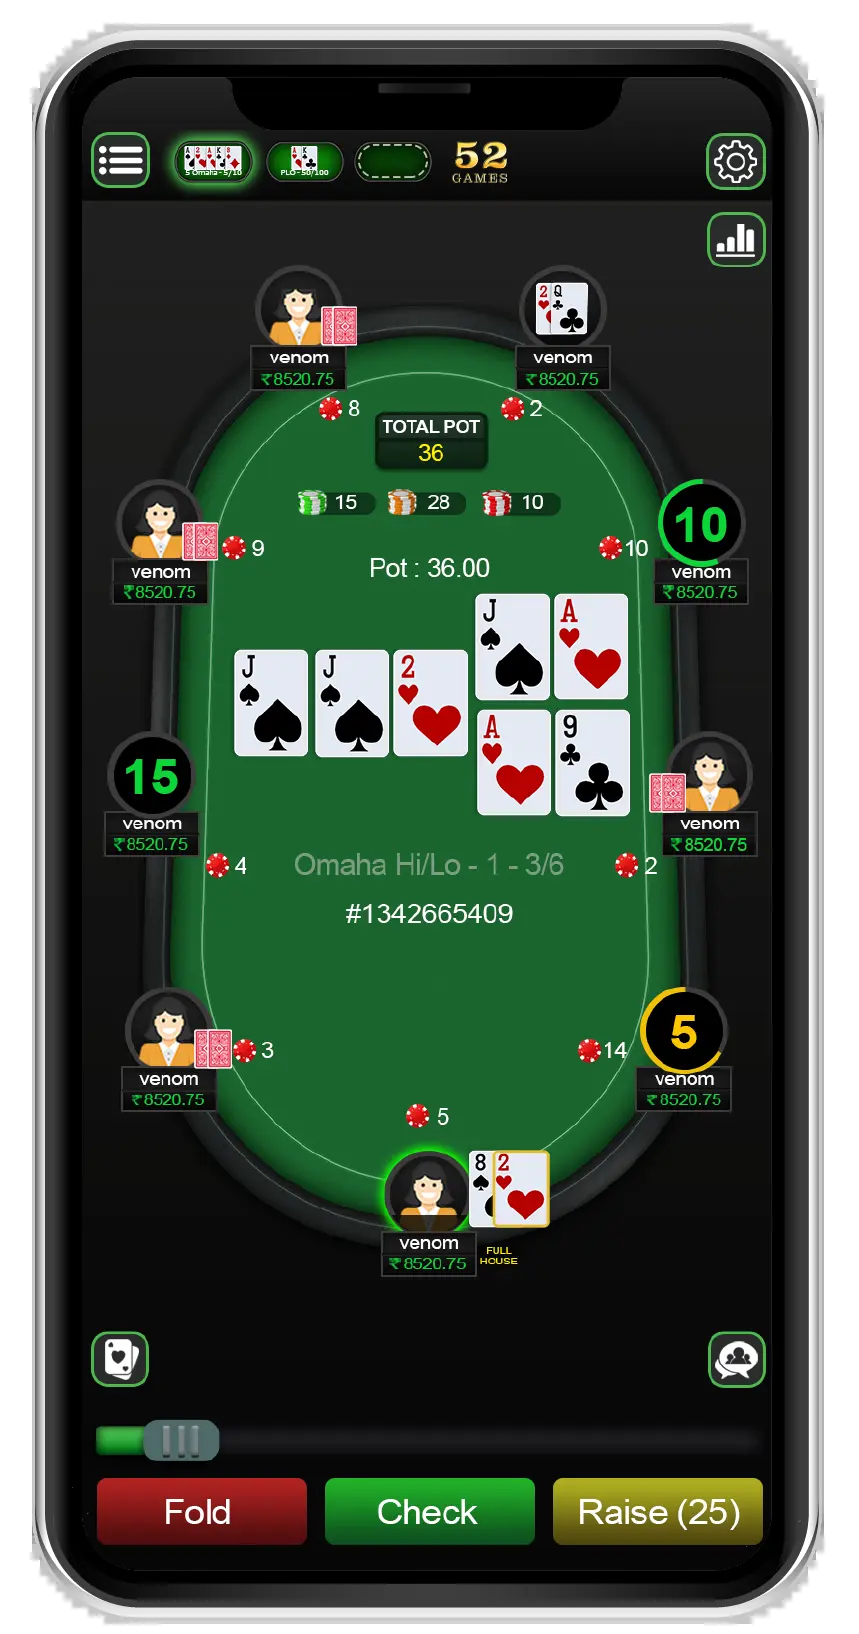 A 2 A K 8
5 Omaha - 5/10
A K
PLO - 50/100
52
GAMES
2 Q
venom
₹8520.75
venom
₹8520.75
8
2
TOTAL POT
36
15
28
10
10
venom
₹8520.75
9
10
venom
₹8520.75
Pot : 36.00
J A
J J 2
A 9
15
venom
₹8520.75
venom
₹8520.75
4
Omaha Hi/Lo - 1 - 3/6
2
#1342665409
5
3
14
venom
₹8520.75
venom
₹8520.75
5
8 2
venom
₹8520.75
FULL
HOUSE
Fold
Check
Raise (25)